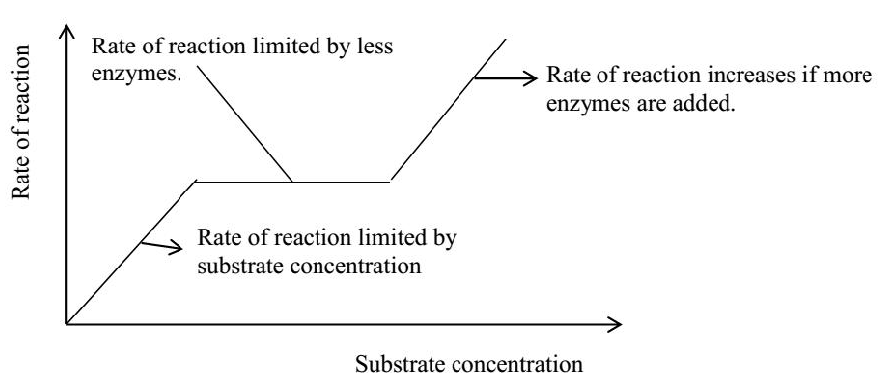 Rate of reaction
Rate of reaction limited by less
enzymes.
Rate of reaction increases if more
enzymes are added.
Rate of reaction limited by
substrate concentration
Substrate concentration